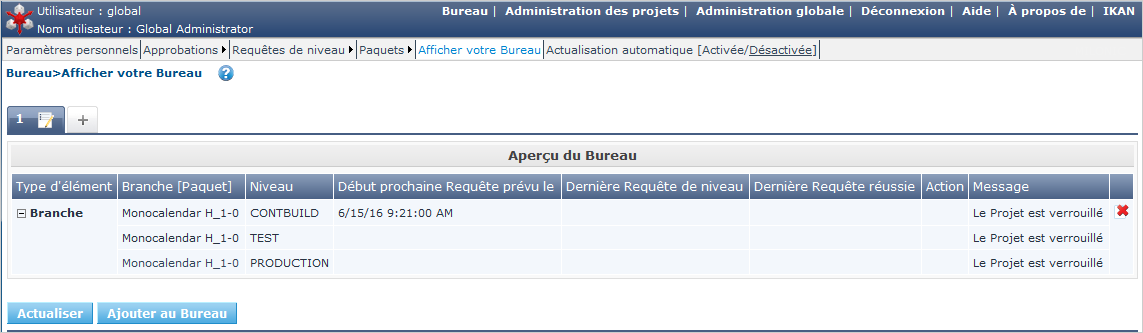 Utilisateur : global
Bureau | Administration des projets | Administration globale | Déconnexion | Aide | À propos de | IKAN
Nom utilisateur : Global Administrator
Paramètres personnels Approbations Requêtes de niveau Paquets Afficher votre Bureau Actualisation automatique [Activée/Désactivée]
Bureau>Afficher votre Bureau ?
1 +
Aperçu du Bureau
Type d'élément Branche [Paquet] Niveau Début prochaine Requête prévu le Dernière Requête de niveau Dernière Requête réussie Action Message
Branche Monocalendar H_1-0 CONTBUILD 6/15/16 9:21:00 AM Le Projet est verrouillé
Monocalendar H_1-0 TEST Le Projet est verrouillé
Monocalendar H_1-0 PRODUCTION Le Projet est verrouillé
Actualiser Ajouter au Bureau